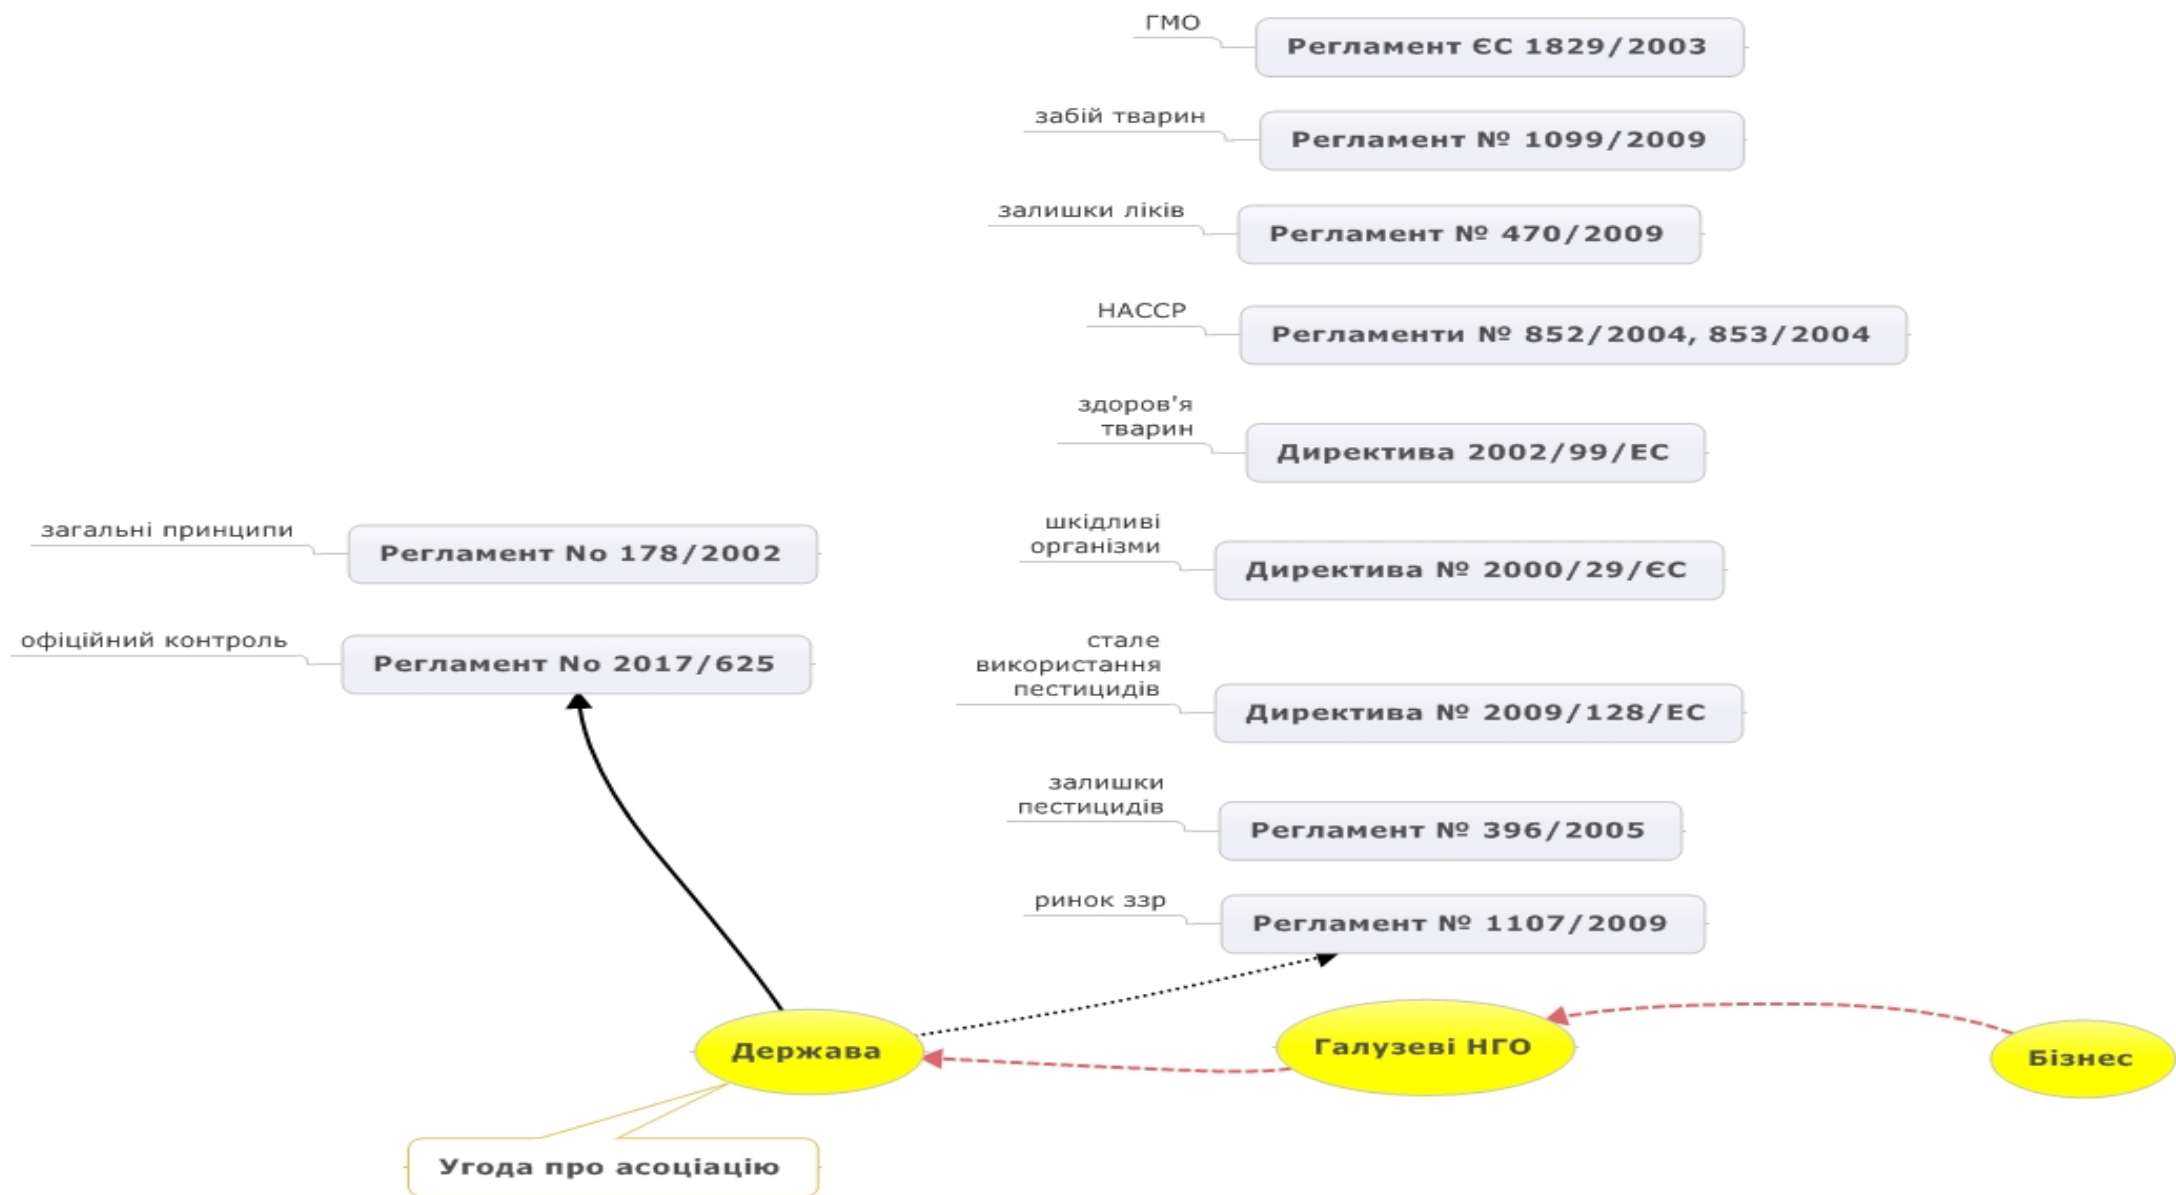 ГМО
Регламент ЄС 1829/2003
забій тварин
Регламент № 1099/2009
залишки ліків
Регламент № 470/2009
НАССР
Регламенти № 852/2004, 853/2004
здоров'я
тварин
Директива 2002/99/ЕС
шкідливі
організми
Директива № 2000/29/ЄС
загальні принципи
Регламент No 178/2002
офіційний контроль
Регламент No 2017/625
стале
використання
пестицидів
Директива № 2009/128/ЕС
залишки
пестицидів
Регламент № 396/2005
ринок ззр
Регламент № 1107/2009
Держава
Галузеві НГО
Бізнес
Угода про асоціацію